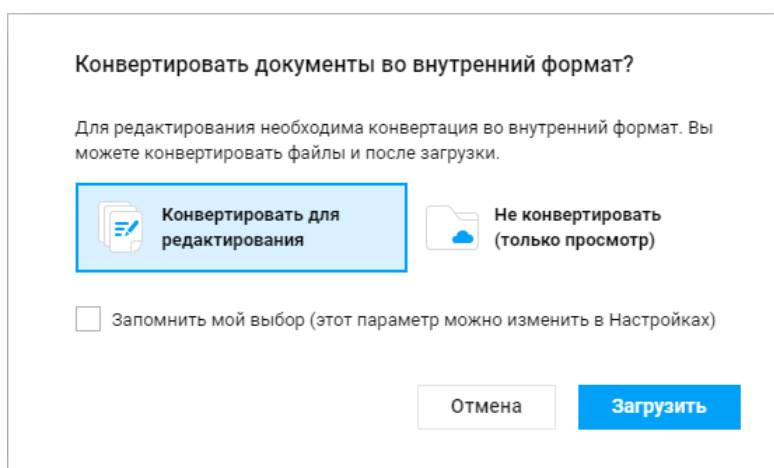 Конвертировать документы во внутренний формат?
Для редактирования необходима конвертация во внутренний формат. Вы
можете конвертировать файлы и после загрузки.
Конвертировать для
редактирования
Не конвертировать
(только просмотр)
Запомнить мой выбор (этот параметр можно изменить в Настройках)
Отмена
Загрузить